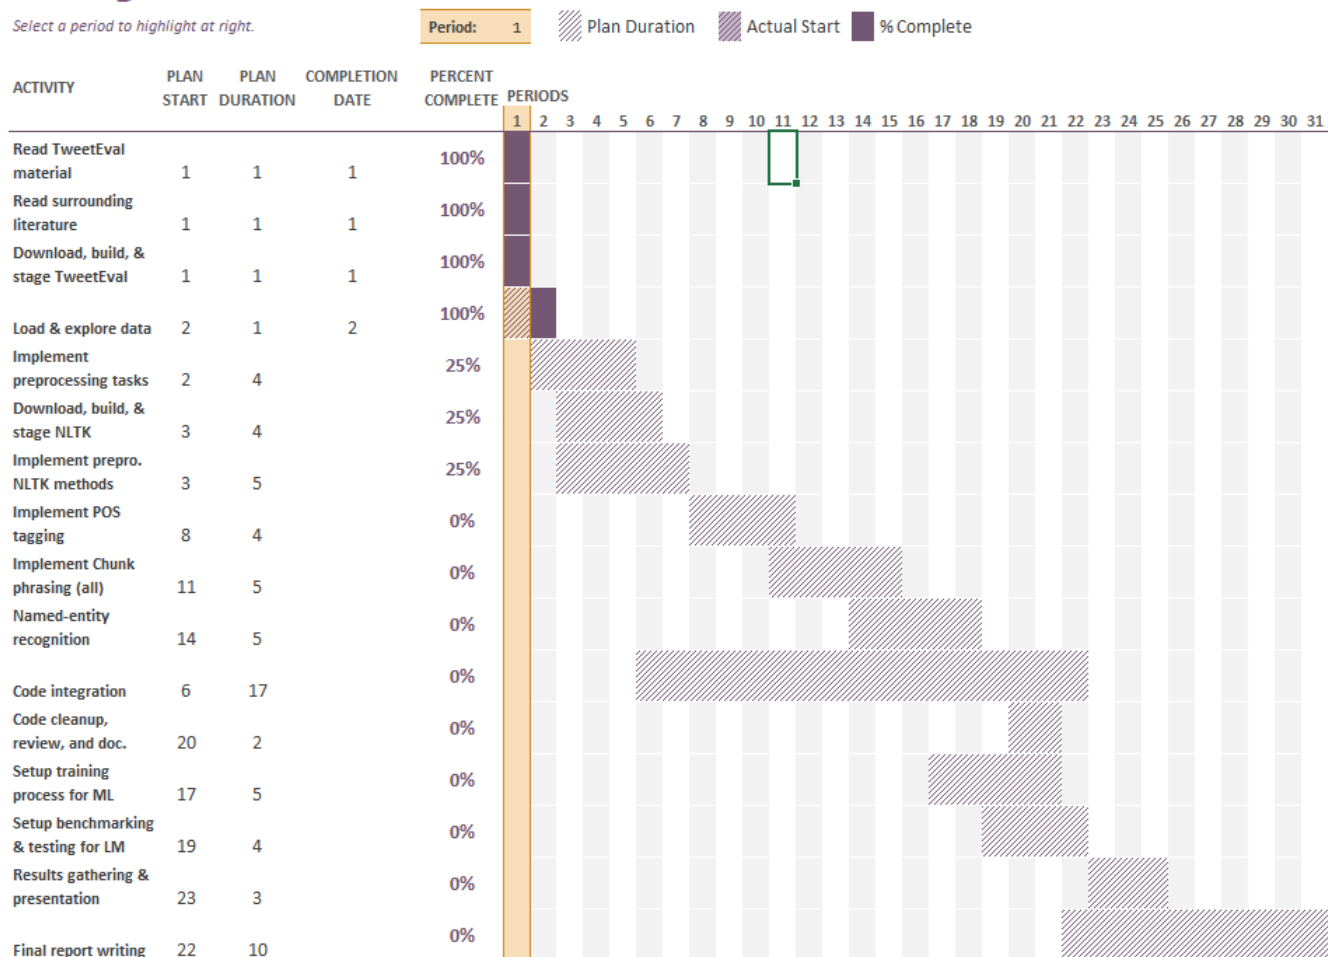 Select a period to highlight at right.
Period: 1 Plan Duration Actual Start % Complete
ACTIVITY PLAN START PLAN DURATION COMPLETION DATE PERCENT COMPLETE PERIODS
1 2 3 4 5 6 7 8 9 10 11 12 13 14 15 16 17 18 19 20 21 22 23 24 25 26 27 28 29 30 31
Read TweetEval
material 1 1 1 100%
Read surrounding
literature 1 1 1 100%
Download, build, &
stage TweetEval 1 1 1 100%
Load & explore data 2 1 2 100%
Implement
preprocessing tasks 2 4 25%
Download, build, &
stage NLTK 3 4 25%
Implement prepro.
NLTK methods 3 5 25%
Implement POS
tagging 8 4 0%
Implement Chunk
phrasing (all) 11 5 0%
Named-entity
recognition 14 5 0%
Code integration 6 17 0%
Code cleanup,
review, and doc. 20 2 0%
Setup training
process for ML 17 5 0%
Setup benchmarking
& testing for LM 19 4 0%
Results gathering &
presentation 23 3 0%
Final report writing 22 10 0%